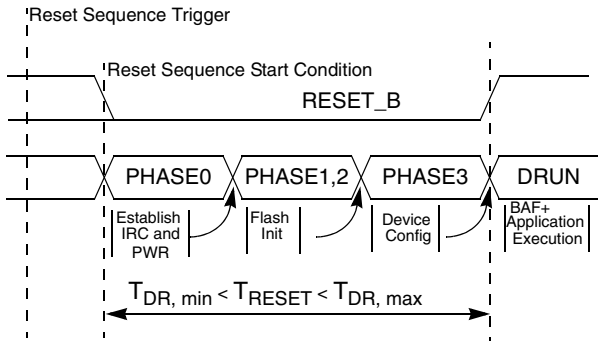 Reset Sequence Trigger
Reset Sequence Start Condition
RESET_B
PHASE0
PHASE1,2
PHASE3
DRUN
Establish
IRC and
PWR
Flash
Init
Device
Config
BAF+
Application
Execution
TDR, min < TRESET < TDR, max